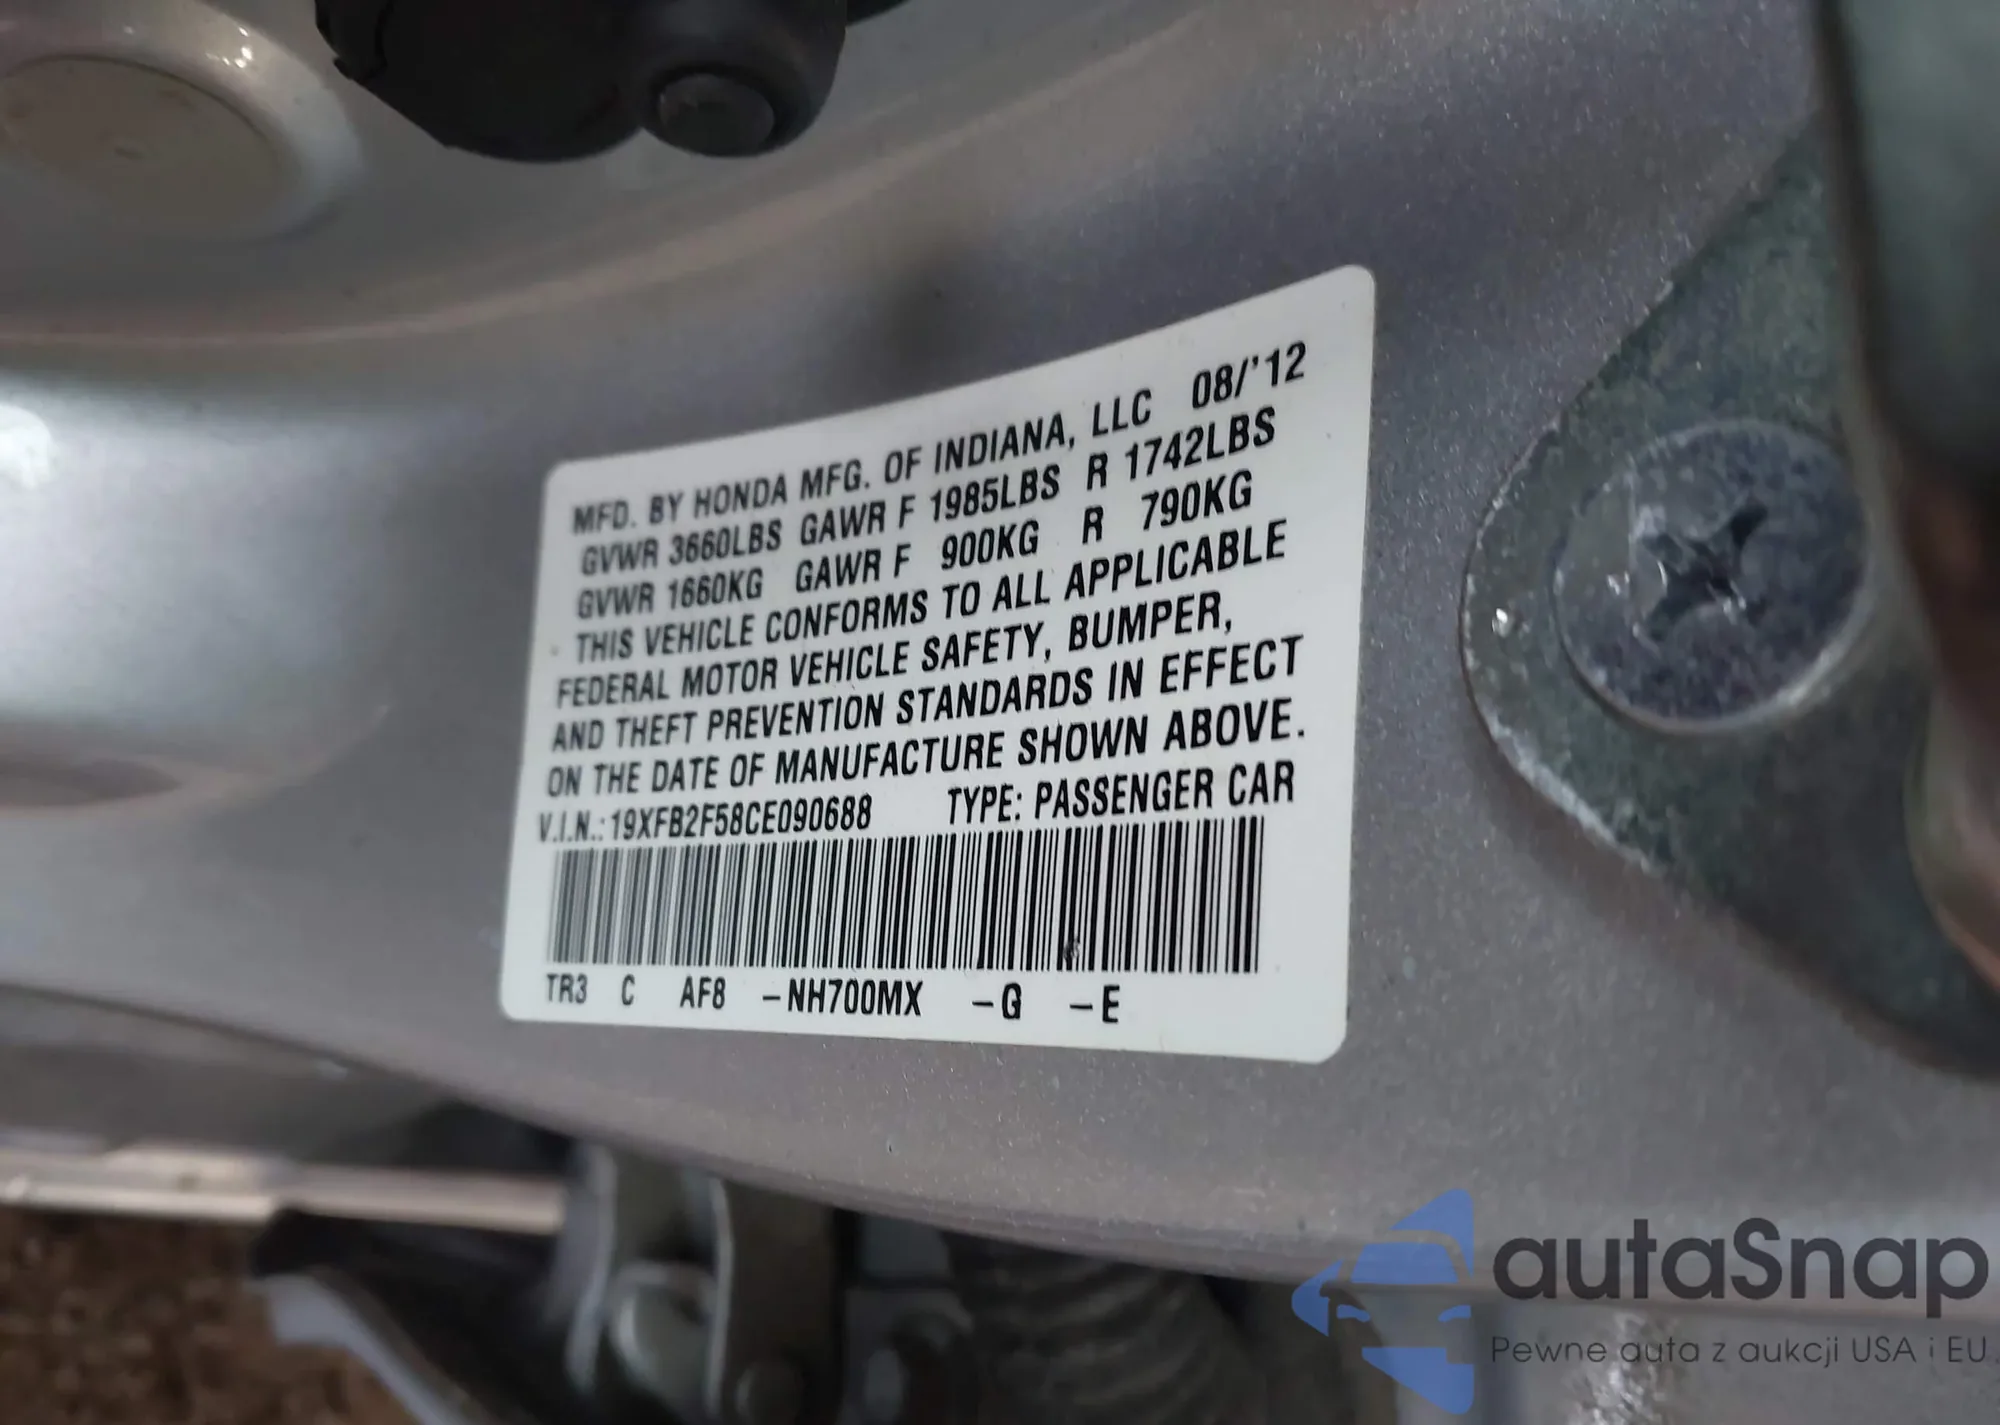 MFD. BY HONDA MFG. OF INDIANA, LLC 08/'12
GVWR 3660LBS GAWR F 1985LBS R 1742LBS
GVWR 1660KG GAWR F 900KG R 790KG
THIS VEHICLE CONFORMS TO ALL APPLICABLE
FEDERAL MOTOR VEHICLE SAFETY, BUMPER,
AND THEFT PREVENTION STANDARDS IN EFFECT
ON THE DATE OF MANUFACTURE SHOWN ABOVE.
V.I.N.: 19XFB2F58CE090688 TYPE: PASSENGER CAR
TR3 C AF8 –NH700MX –G –E
autaSnap
Pewne auta z aukcji USA i EU